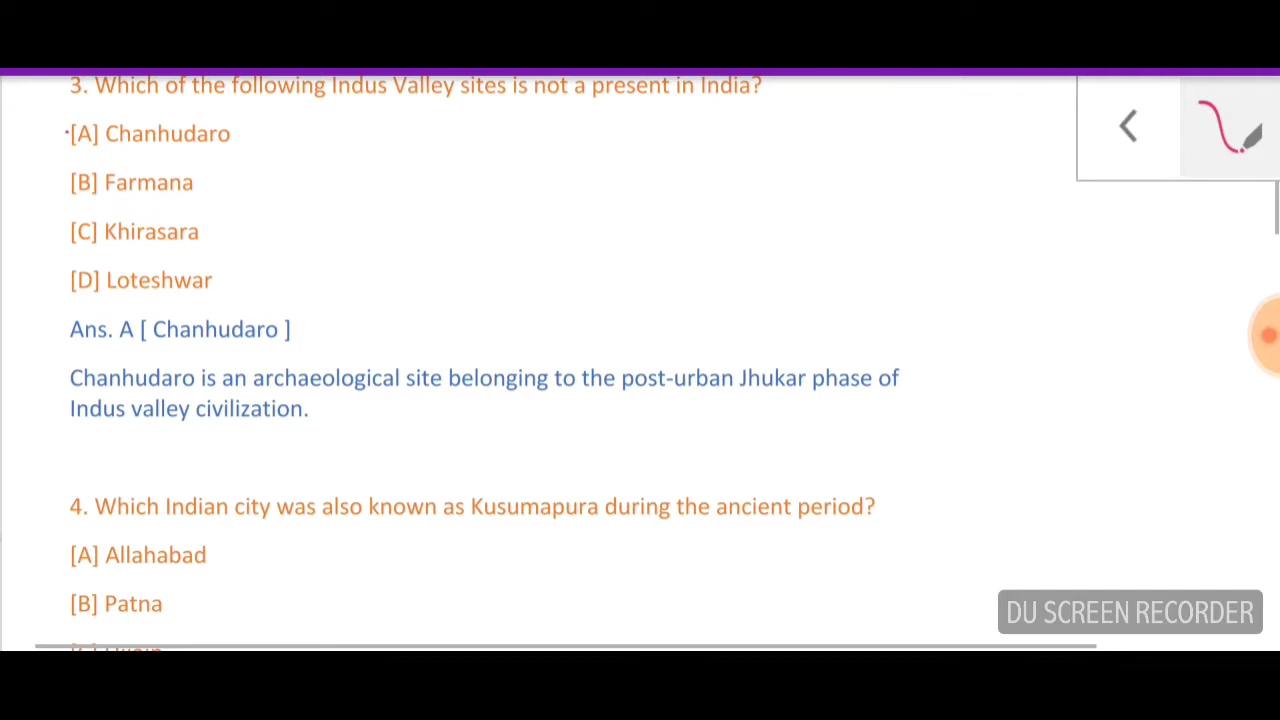 3. Which of the following Indus Valley sites is not a present in India?
[A] Chanhudaro
[B] Farmana
[C] Khirasara
[D] Loteshwar
Ans. A [ Chanhudaro ]
Chanhudaro is an archaeological site belonging to the post-urban Jhukar phase of
Indus valley civilization.
4. Which Indian city was also known as Kusumapura during the ancient period?
[A] Allahabad
[B] Patna
DU SCREEN RECORDER